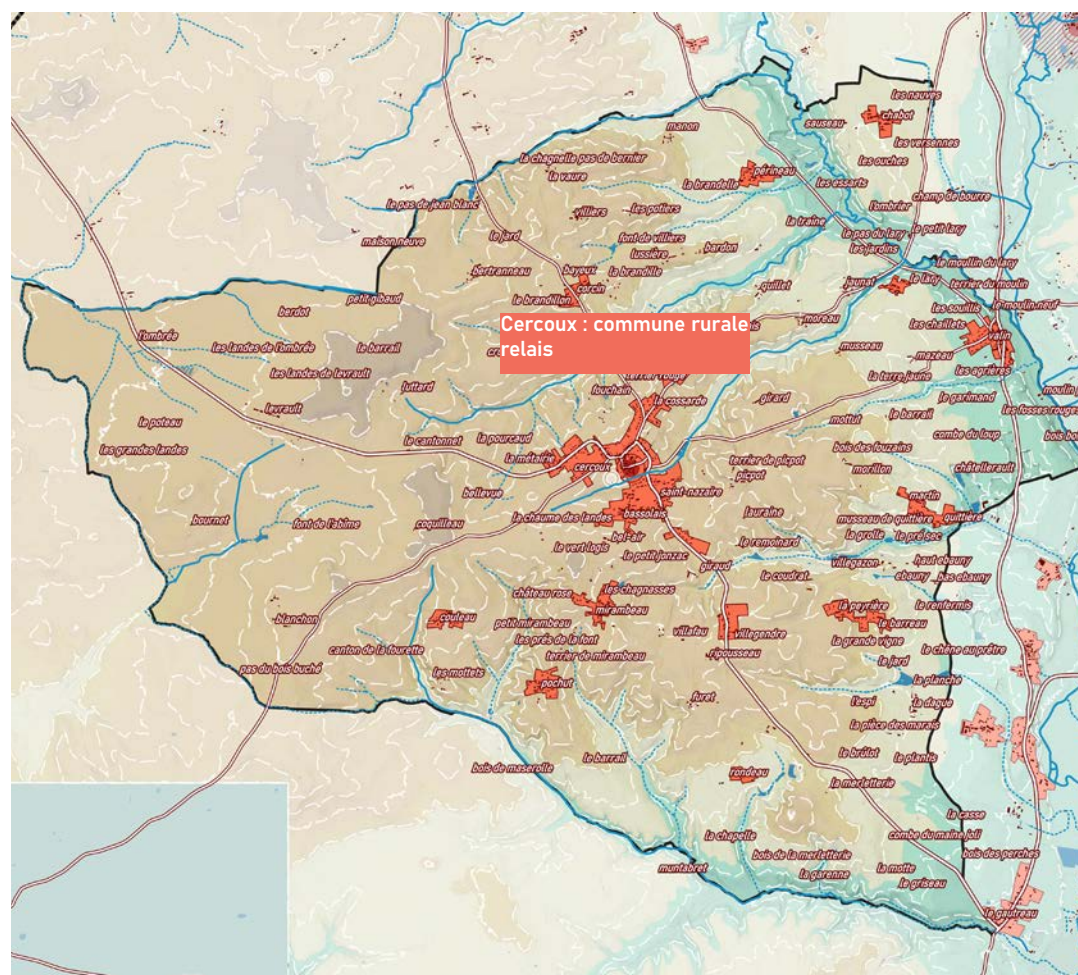 les nauves
chabot
sauseau
manon
les versennes
la chagnelle pas de bernier
les ouches
la vaure
périneau
la brandelle
les essarts
champ de bourre
le pas de jean blanc
l'ombrier
villiers
les potiers
la traîne
le petit lary
le pas du lary
maison neuve
le jard
font de villiers
les jardins
lussière
bardon
le moulin du lary
bertranneau
bayeux
la brandille
corcin
quillet
jaunat
le lary
terrier du moulin
petit gibaud
le brandillon
les souillis
le moulin neuf
berdot
Cercoux : commune rurale
relais
moreau
les chaillets
l'ombrée
les landes de l'ombrée
le barrail
musseau
valin
mazeau
les landes de levrault
terrier rouge
les agrières
luttard
fouchain
la terre jaune
levrault
la cossarde
girard
le garimand
le poteau
mottut
le barrail
les fosses rouges
le cantonnet
la pourcaud
les grandes landes
la métairie
bois des fouzains
combe du loup
cercoux
terrier de picpot
morillon
châtellerault
picpot
bellevue
saint-nazaire
martin
bournet
font de l'abîme
coquilleau
la chaume des landes
bassolais
lauraine
musseau de quittière
quittière
bel-air
la grolle
le pré sec
le vert logis
le remoinard
le petit jonzac
giraud
villegazon
haut ebauny
le coudrat
ebauny
bas ebauny
château rose
les chagnasses
blanchon
couleau
mirambeau
la peyrière
le renfermis
petit mirambeau
villafau
villegendre
le barreau
les prés de la font
la grande vigne
canton de la fourette
terrier de mirambeau
ripousseau
le chêne au prêtre
pas du bois buché
le jard
les mottets
pochut
la planche
furet
l'espi
la dague
la pièce des marais
le barrail
le brûlot
le plantis
bois de maserolle
rondeau
la merletterie
la casse
la chapelle
combe du maine joli
bois de la merletterie
bois des perches
muntabret
la garenne
la motte
le griseau
le gautreau